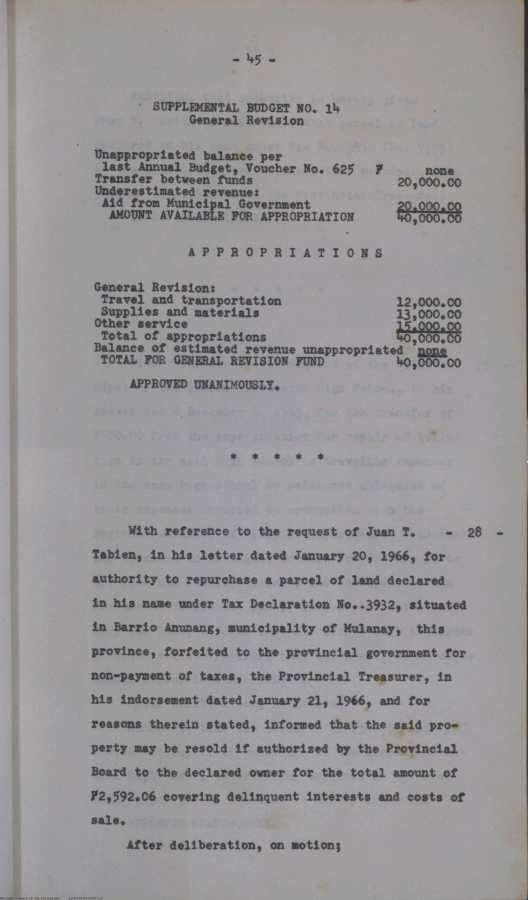 - 45 -
SUPPLEMENTAL BUDGET NO. 14
General Revision
Unappropriated balance per
last Annual Budget, Voucher No. 625 ₱ none
Transfer between funds 20,000.00
Underestimated revenue:
Aid from Municipal Government 20,000.00
AMOUNT AVAILABLE FOR APPROPRIATION 40,000.00
A P P R O P R I A T I O N S
General Revision:
Travel and transportation 12,000.00
Supplies and materials 13,000.00
Other service 15,000.00
Total of appropriations 40,000.00
Balance of estimated revenue unappropriated none
TOTAL FOR GENERAL REVISION FUND 40,000.00
APPROVED UNANIMOUSLY.
* * * * *
With reference to the request of Juan T. - 28 -
Tabien, in his letter dated January 20, 1966, for
authority to repurchase a parcel of land declared
in his name under Tax Declaration No..3932, situated
in Barrio Anunang, municipality of Mulanay, this
province, forfeited to the provincial government for
non-payment of taxes, the Provincial Treasurer, in
his indorsement dated January 21, 1966, and for
reasons therein stated, informed that the said pro-
perty may be resold if authorized by the Provincial
Board to the declared owner for the total amount of
₱2,592.06 covering delinquent interests and costs of
sale.
After deliberation, on motion;